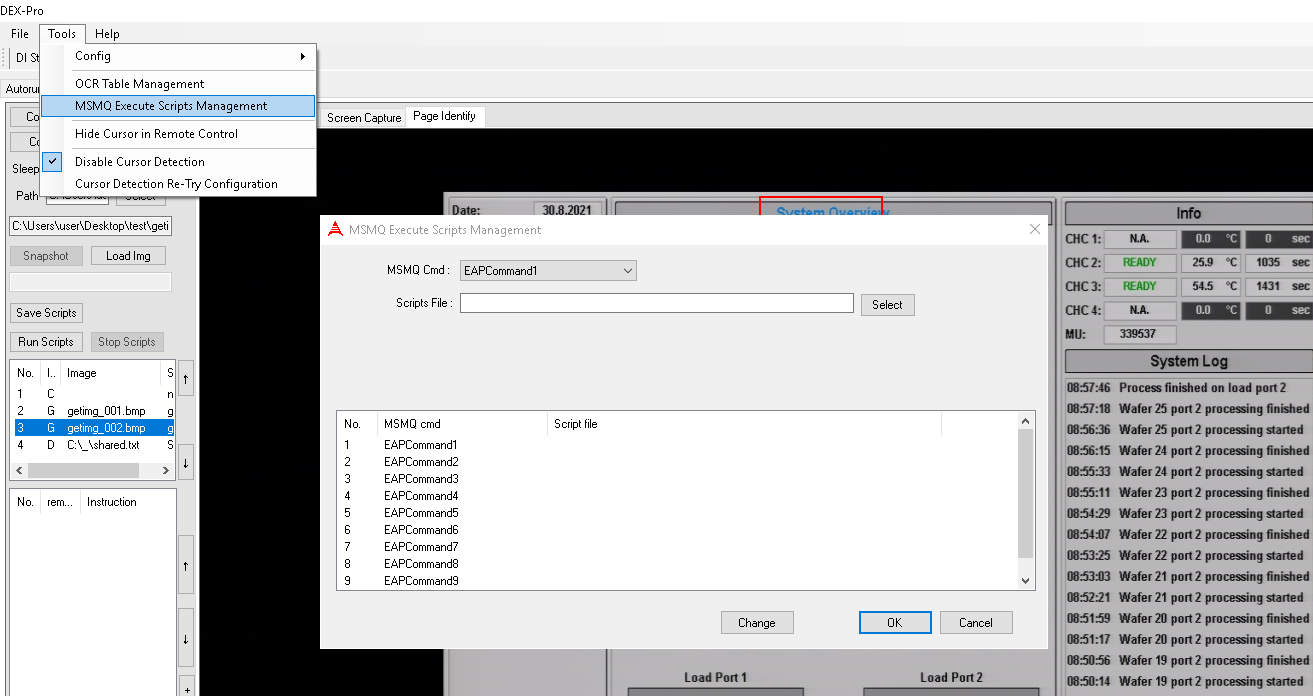 DEX-Pro
File Tools Help
DI St
Config
OCR Table Management
MSMQ Execute Scripts Management
Hide Cursor in Remote Control
Disable Cursor Detection
Cursor Detection Re-Try Configuration
Autorun
Screen Capture Page Identify
Co
Co
Sleep
Path
Select
C:\Users\user\Desktop\test\geti
Snapshot Load Img
Save Scripts
Run Scripts Stop Scripts
No. I.. Image S
1 C n
2 G getimg_001.bmp g
3 G getimg_002.bmp g
4 D C:\_\shared.txt S
No. rem... Instruction
+
Date: 30.8.2021
System Overview
MSMQ Execute Scripts Management
MSMQ Cmd : EAPCommand1
Scripts File : Select
No. MSMQ cmd Script file
1 EAPCommand1
2 EAPCommand2
3 EAPCommand3
4 EAPCommand4
5 EAPCommand5
6 EAPCommand6
7 EAPCommand7
8 EAPCommand8
9 EAPCommand9
Change OK Cancel
Load Port 1 Load Port 2
Info
CHC 1: N.A. 0.0 °C 0 sec
CHC 2: READY 25.9 °C 1035 sec
CHC 3: READY 54.5 °C 1431 sec
CHC 4: N.A. 0.0 °C 0 sec
MU: 339537
System Log
08:57:46 Process finished on load port 2
08:57:18 Wafer 25 port 2 processing finished
08:56:36 Wafer 25 port 2 processing started
08:56:15 Wafer 24 port 2 processing finished
08:55:33 Wafer 24 port 2 processing started
08:55:11 Wafer 23 port 2 processing finished
08:54:29 Wafer 23 port 2 processing started
08:54:07 Wafer 22 port 2 processing finished
08:53:25 Wafer 22 port 2 processing started
08:53:03 Wafer 21 port 2 processing finished
08:52:21 Wafer 21 port 2 processing started
08:51:59 Wafer 20 port 2 processing finished
08:51:17 Wafer 20 port 2 processing started
08:50:56 Wafer 19 port 2 processing finished
08:50:14 Wafer 19 port 2 processing started